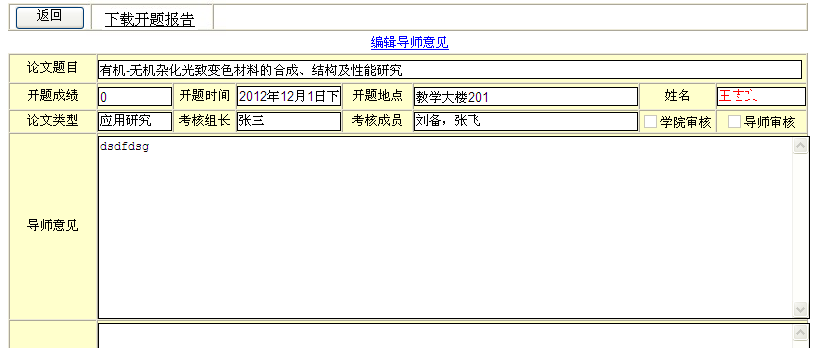 返回 下载开题报告
编辑导师意见
论文题目 有机-无机杂化光致变色材料的合成、结构及性能研究
开题成绩 0 开题时间 2012年12月1日下 开题地点 教学大楼201 姓名
论文类型 应用研究 考核组长 张三 考核成员 刘备，张飞 学院审核 导师审核
dsdfdsg
导师意见